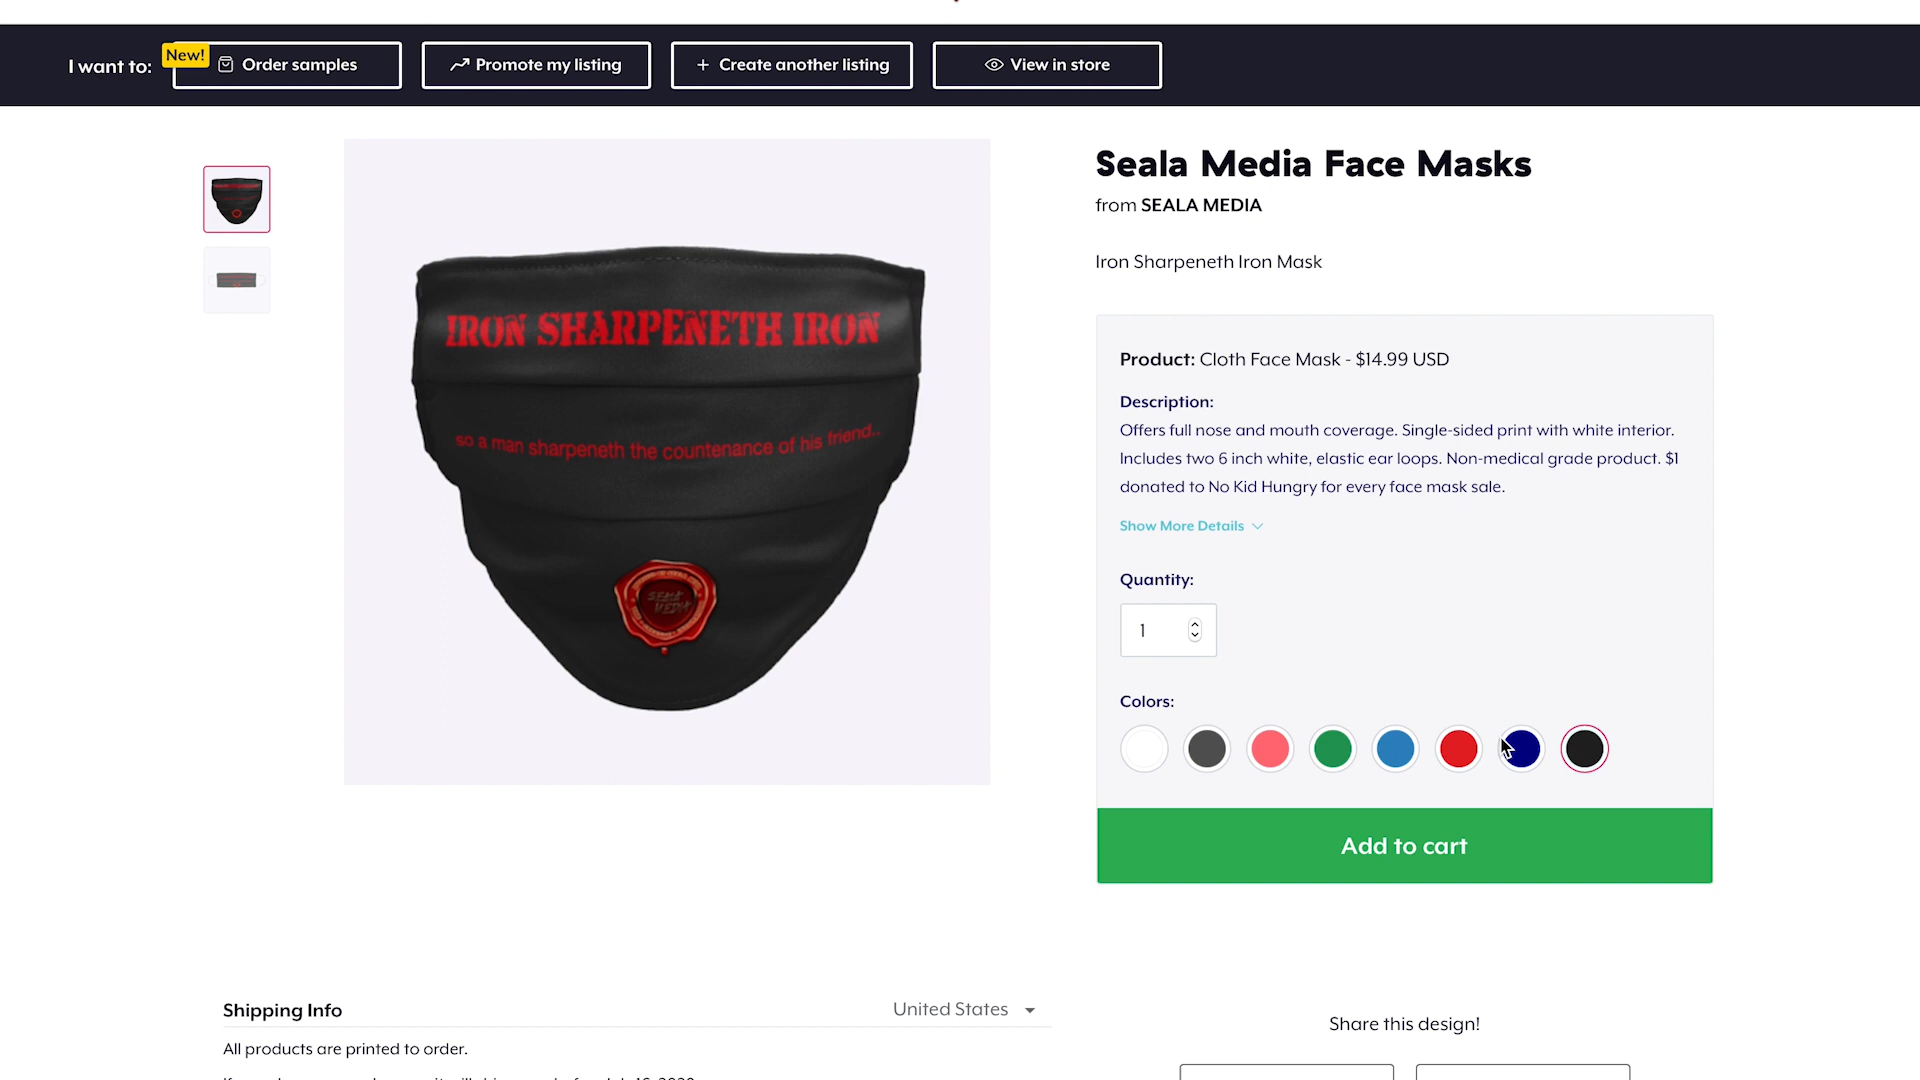 I want to:
New!
Order samples
Promote my listing
Create another listing
View in store
Seala Media Face Masks
from SEALA MEDIA
Iron Sharpeneth Iron Mask
IRON SHARPENETH IRON
so a man sharpeneth the countenance of his friend..
SEALA
MEDIA
Product: Cloth Face Mask - $14.99 USD
Description:
Offers full nose and mouth coverage. Single-sided print with white interior.
Includes two 6 inch white, elastic ear loops. Non-medical grade product. $1
donated to No Kid Hungry for every face mask sale.
Show More Details
Quantity:
1
Colors:
Add to cart
Shipping Info
United States
All products are printed to order.
Share this design!